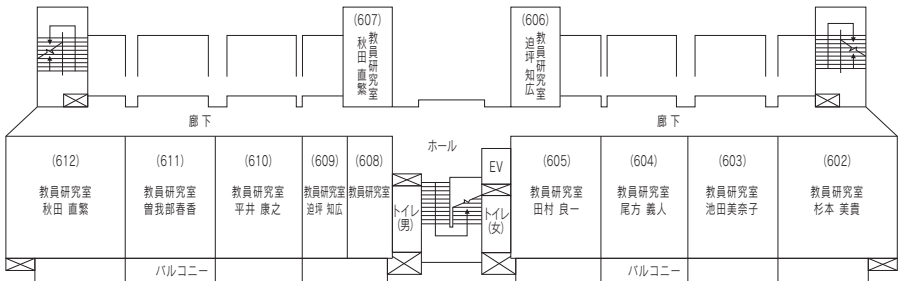 (607)
教員研究室
秋田 直繁
(606)
教員研究室
迫坪 知広
廊下
ホール
廊下
(612)
教員研究室
秋田 直繁
(611)
教員研究室
曽我部春香
(610)
教員研究室
平井 康之
(609)
教員研究室
迫坪 知広
(608)
教員研究室
トイレ
(男)
EV
トイレ
(女)
(605)
教員研究室
田村 良一
(604)
教員研究室
尾方 義人
(603)
教員研究室
池田美奈子
(602)
教員研究室
杉本 美貴
バルコニー
バルコニー